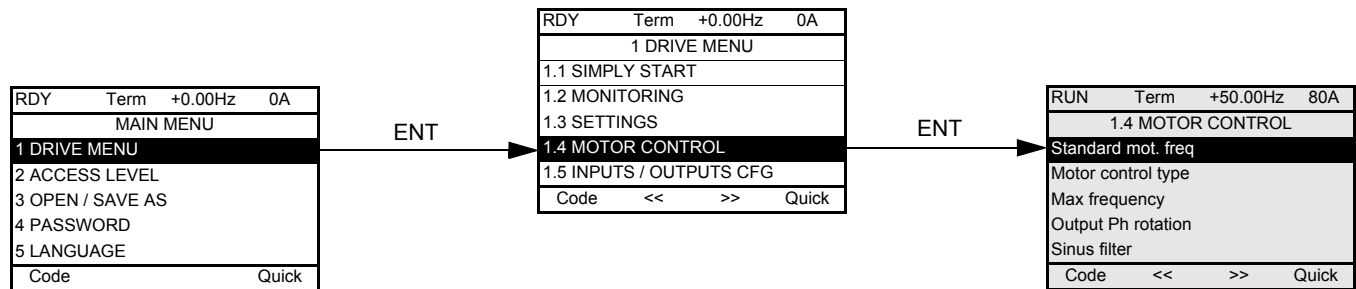 RDY Term +0.00Hz 0A
MAIN MENU
1 DRIVE MENU
2 ACCESS LEVEL
3 OPEN / SAVE AS
4 PASSWORD
5 LANGUAGE
Code Quick
ENT
RDY Term +0.00Hz 0A
1 DRIVE MENU
1.1 SIMPLY START
1.2 MONITORING
1.3 SETTINGS
1.4 MOTOR CONTROL
1.5 INPUTS / OUTPUTS CFG
Code << >> Quick
ENT
RUN Term +50.00Hz 80A
1.4 MOTOR CONTROL
Standard mot. freq
Motor control type
Max frequency
Output Ph rotation
Sinus filter
Code << >> Quick